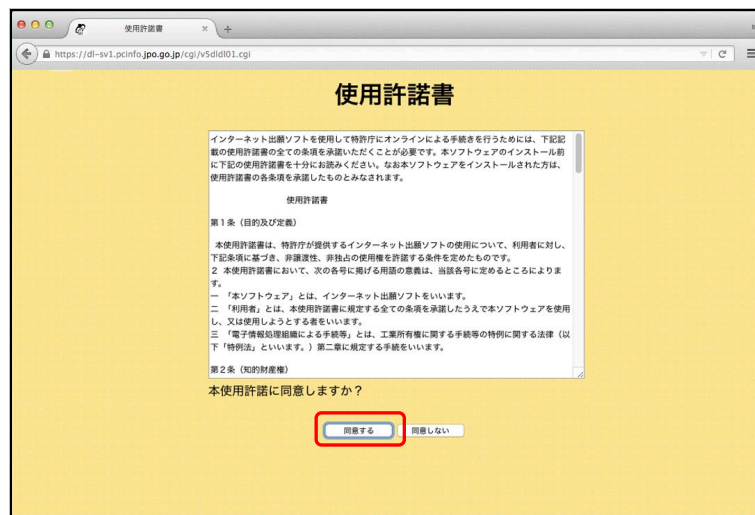 使用許諾書
https://dl-sv1.pcinfo.jpo.go.jp/cgi/v5dldl01.cgi
使用許諾書
インターネット出願ソフトを使用して特許庁にオンラインによる手続きを行うためには、下記記
載の使用許諾書の全ての条項を承諾いただくことが必要です。本ソフトウェアのインストール前
に下記の使用許諾書を十分にお読みください。なお本ソフトウェアをインストールされた方は、
使用許諾書の各条項を承諾したものとみなされます。
使用許諾書
第1条（目的及び定義）
本使用許諾書は、特許庁が提供するインターネット出願ソフトの使用について、利用者に対し、
下記条項に基づき、非譲渡性、非独占の使用権を許諾する条件を定めたものです。
２ 本使用許諾書において、次の各号に掲げる用語の意義は、当該各号に定めるところによりま
す。
一 「本ソフトウェア」とは、インターネット出願ソフトをいいます。
二 「利用者」とは、本使用許諾書に規定する全ての条項を承諾したうえで本ソフトウェアを使用
し、又は使用しようとする者をいいます。
三 「電子情報処理組織による手続等」とは、工業所有権に関する手続等の特例に関する法律（以
下「特例法」といいます。）第二章に規定する手続をいいます。
第２条（知的財産権）
本使用許諾に同意しますか？
同意する 同意しない